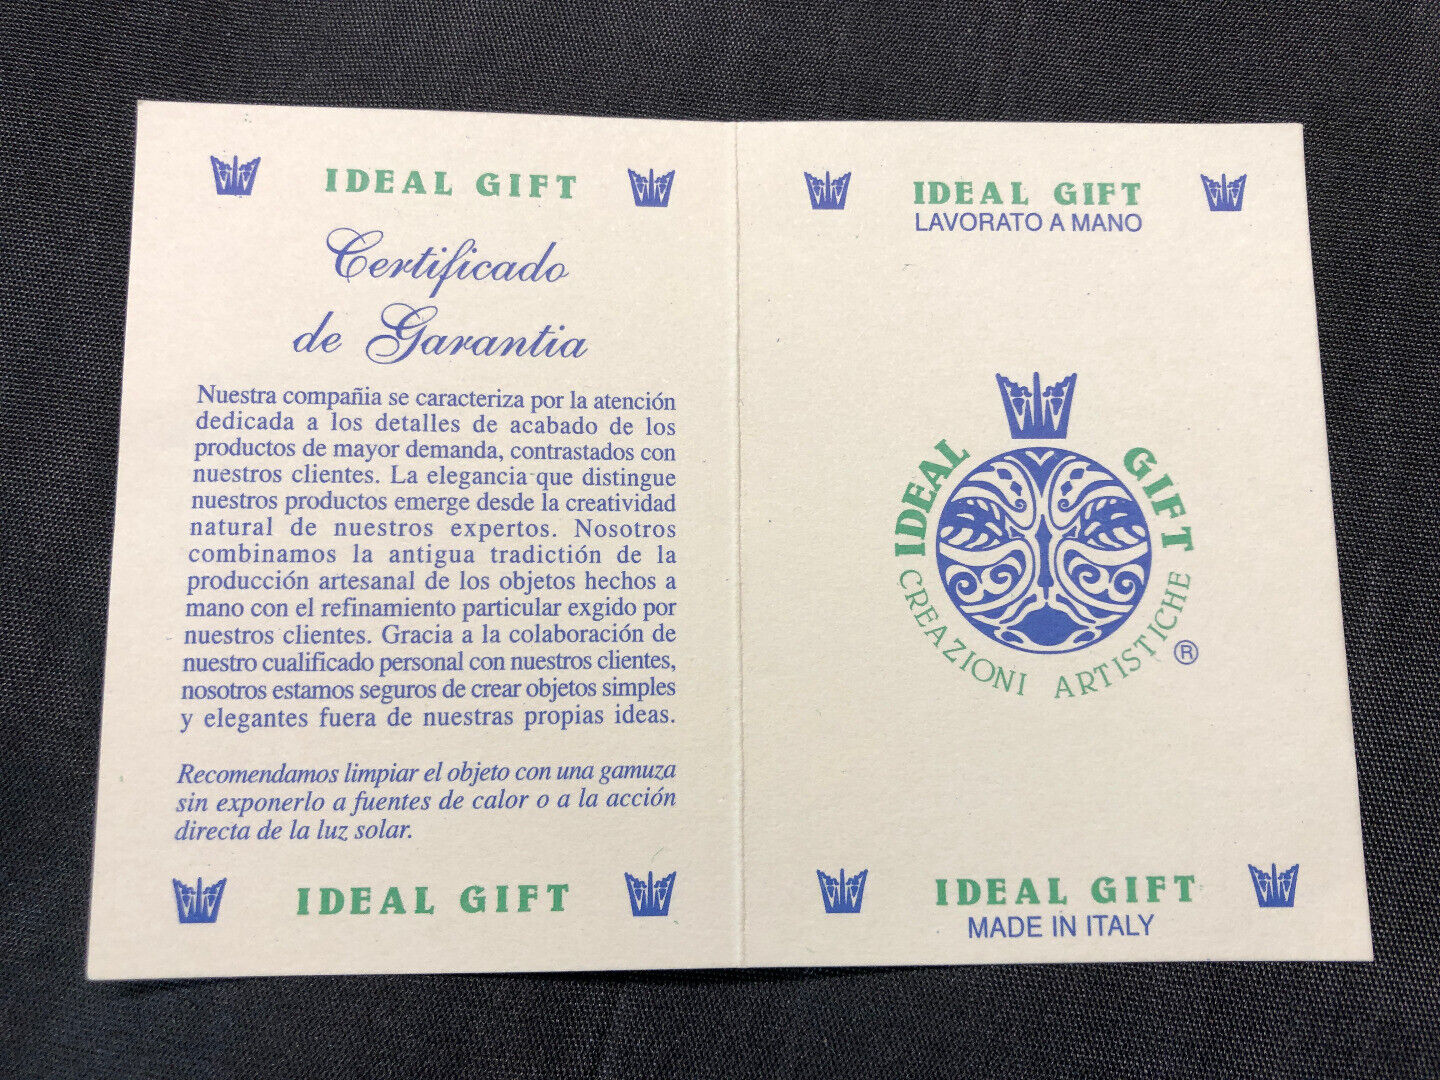 IDEAL GIFT
Certificado
de Garantia
Nuestra compañia se caracteriza por la atención
dedicada a los detalles de acabado de los
productos de mayor demanda, contrastados con
nuestros clientes. La elegancia que distingue
nuestros productos emerge desde la creatividad
natural de nuestros expertos. Nosotros
combinamos la antigua tradictión de la
producción artesanal de los objetos hechos a
mano con el refinamiento particular exgido por
nuestros clientes. Gracia a la colaboración de
nuestro cualificado personal con nuestros clientes,
nosotros estamos seguros de crear objetos simples
y elegantes fuera de nuestras propias ideas.
Recomendamos limpiar el objeto con una gamuza
sin exponerlo a fuentes de calor o a la acción
directa de la luz solar.
IDEAL GIFT
IDEAL GIFT
LAVORATO A MANO
IDEAL GIFT
CREAZIONI ARTISTICHE ®
IDEAL GIFT
MADE IN ITALY